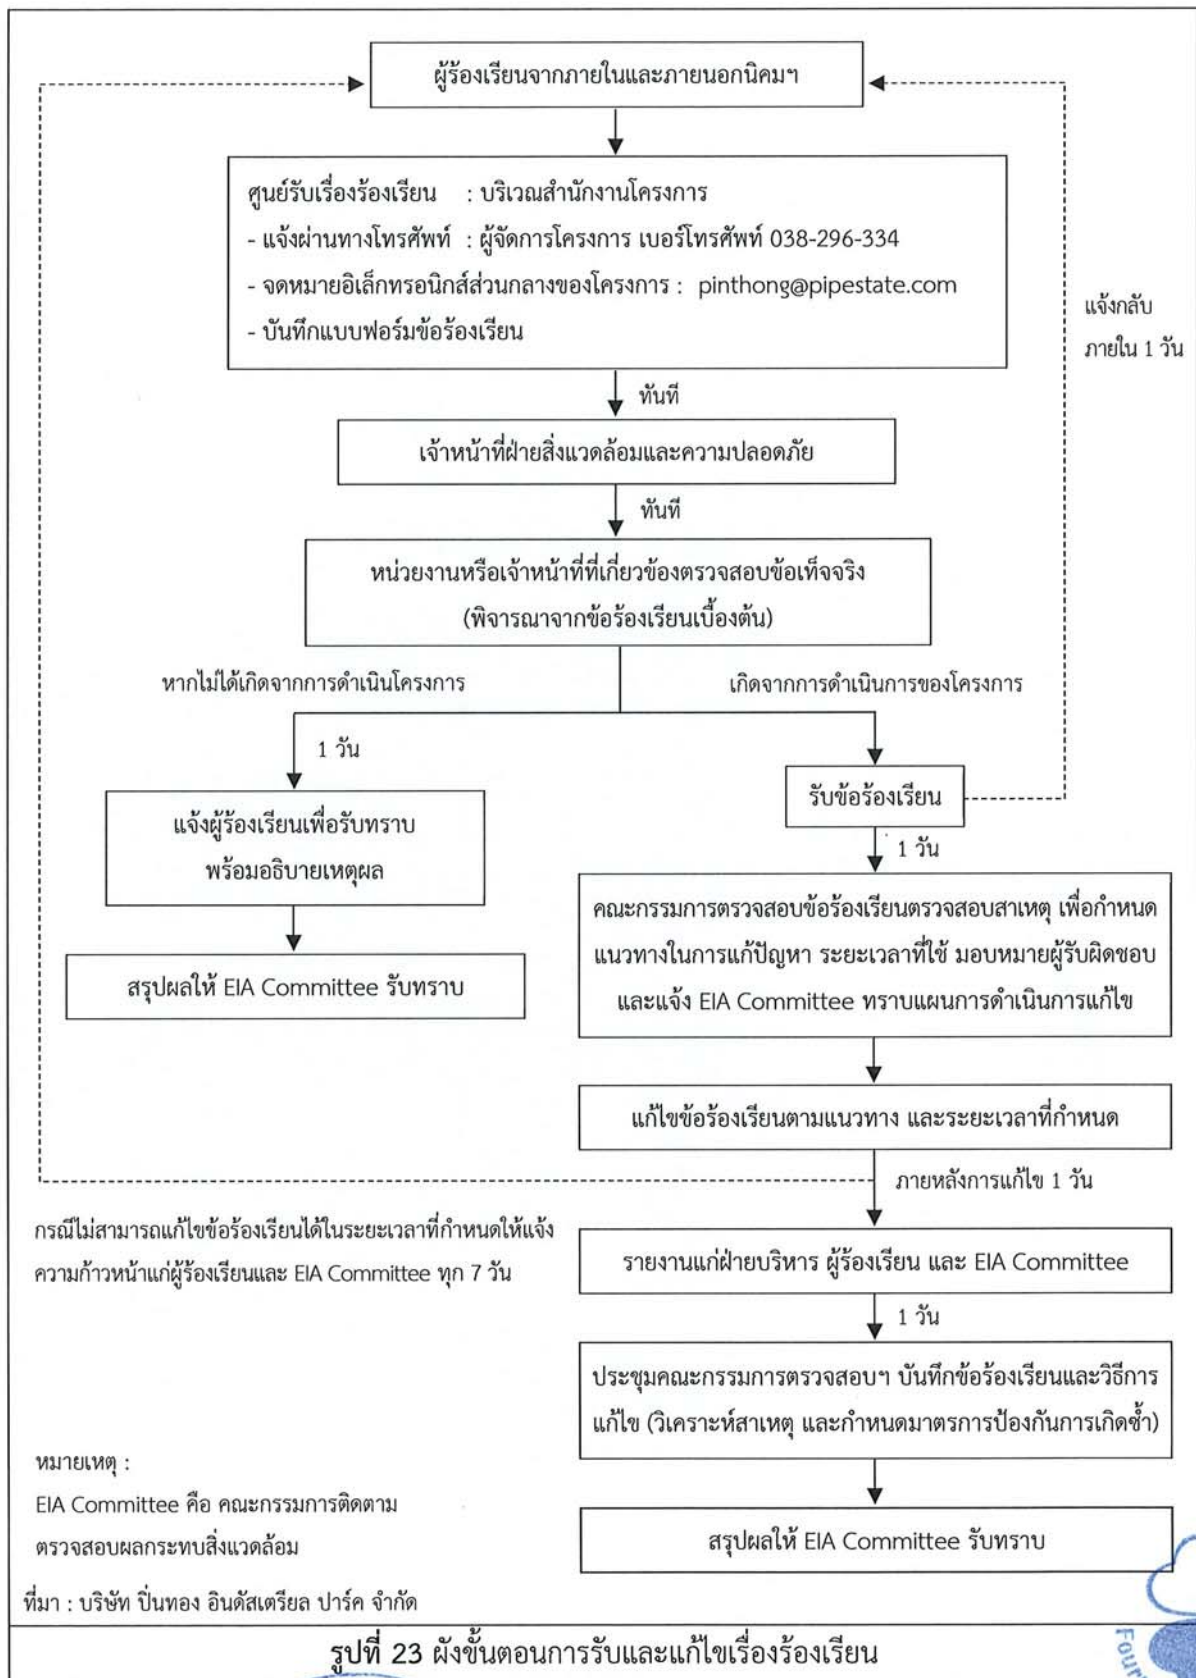 ผู้ร้องเรียนจากภายในและภายนอกนิคมฯ
ศูนย์รับเรื่องร้องเรียน : บริเวณสำนักงานโครงการ
- แจ้งผ่านทางโทรศัพท์ : ผู้จัดการโครงการ เบอร์โทรศัพท์ 038-296-334
- จดหมายอิเล็กทรอนิกส์ส่วนกลางของโครงการ : pinthong@pipestate.com
- บันทึกแบบฟอร์มข้อร้องเรียน
แจ้งกลับ
ภายใน 1 วัน
ทันที
เจ้าหน้าที่ฝ่ายสิ่งแวดล้อมและความปลอดภัย
ทันที
หน่วยงานหรือเจ้าหน้าที่ที่เกี่ยวข้องตรวจสอบข้อเท็จจริง
(พิจารณาจากข้อร้องเรียนเบื้องต้น)
หากไม่ได้เกิดจากการดำเนินโครงการ
เกิดจากการดำเนินการของโครงการ
1 วัน
แจ้งผู้ร้องเรียนเพื่อรับทราบ
พร้อมอธิบายเหตุผล
สรุปผลให้ EIA Committee รับทราบ
รับข้อร้องเรียน
1 วัน
คณะกรรมการตรวจสอบข้อร้องเรียนตรวจสอบสาเหตุ เพื่อกำหนด
แนวทางในการแก้ปัญหา ระยะเวลาที่ใช้ มอบหมายผู้รับผิดชอบ
และแจ้ง EIA Committee ทราบแผนการดำเนินการแก้ไข
แก้ไขข้อร้องเรียนตามแนวทาง และระยะเวลาที่กำหนด
ภายหลังการแก้ไข 1 วัน
กรณีไม่สามารถแก้ไขข้อร้องเรียนได้ในระยะเวลาที่กำหนดให้แจ้ง
ความก้าวหน้าแก่ผู้ร้องเรียนและ EIA Committee ทุก 7 วัน
รายงานแก่ฝ่ายบริหาร ผู้ร้องเรียน และ EIA Committee
1 วัน
ประชุมคณะกรรมการตรวจสอบฯ บันทึกข้อร้องเรียนและวิธีการ
แก้ไข (วิเคราะห์สาเหตุ และกำหนดมาตรการป้องกันการเกิดซ้ำ)
สรุปผลให้ EIA Committee รับทราบ
หมายเหตุ :
EIA Committee คือ คณะกรรมการติดตาม
ตรวจสอบผลกระทบสิ่งแวดล้อม
ที่มา : บริษัท ปิ่นทอง อินดัสเตรียล ปาร์ค จำกัด
รูปที่ 23 ผังขั้นตอนการรับและแก้ไขเรื่องร้องเรียน